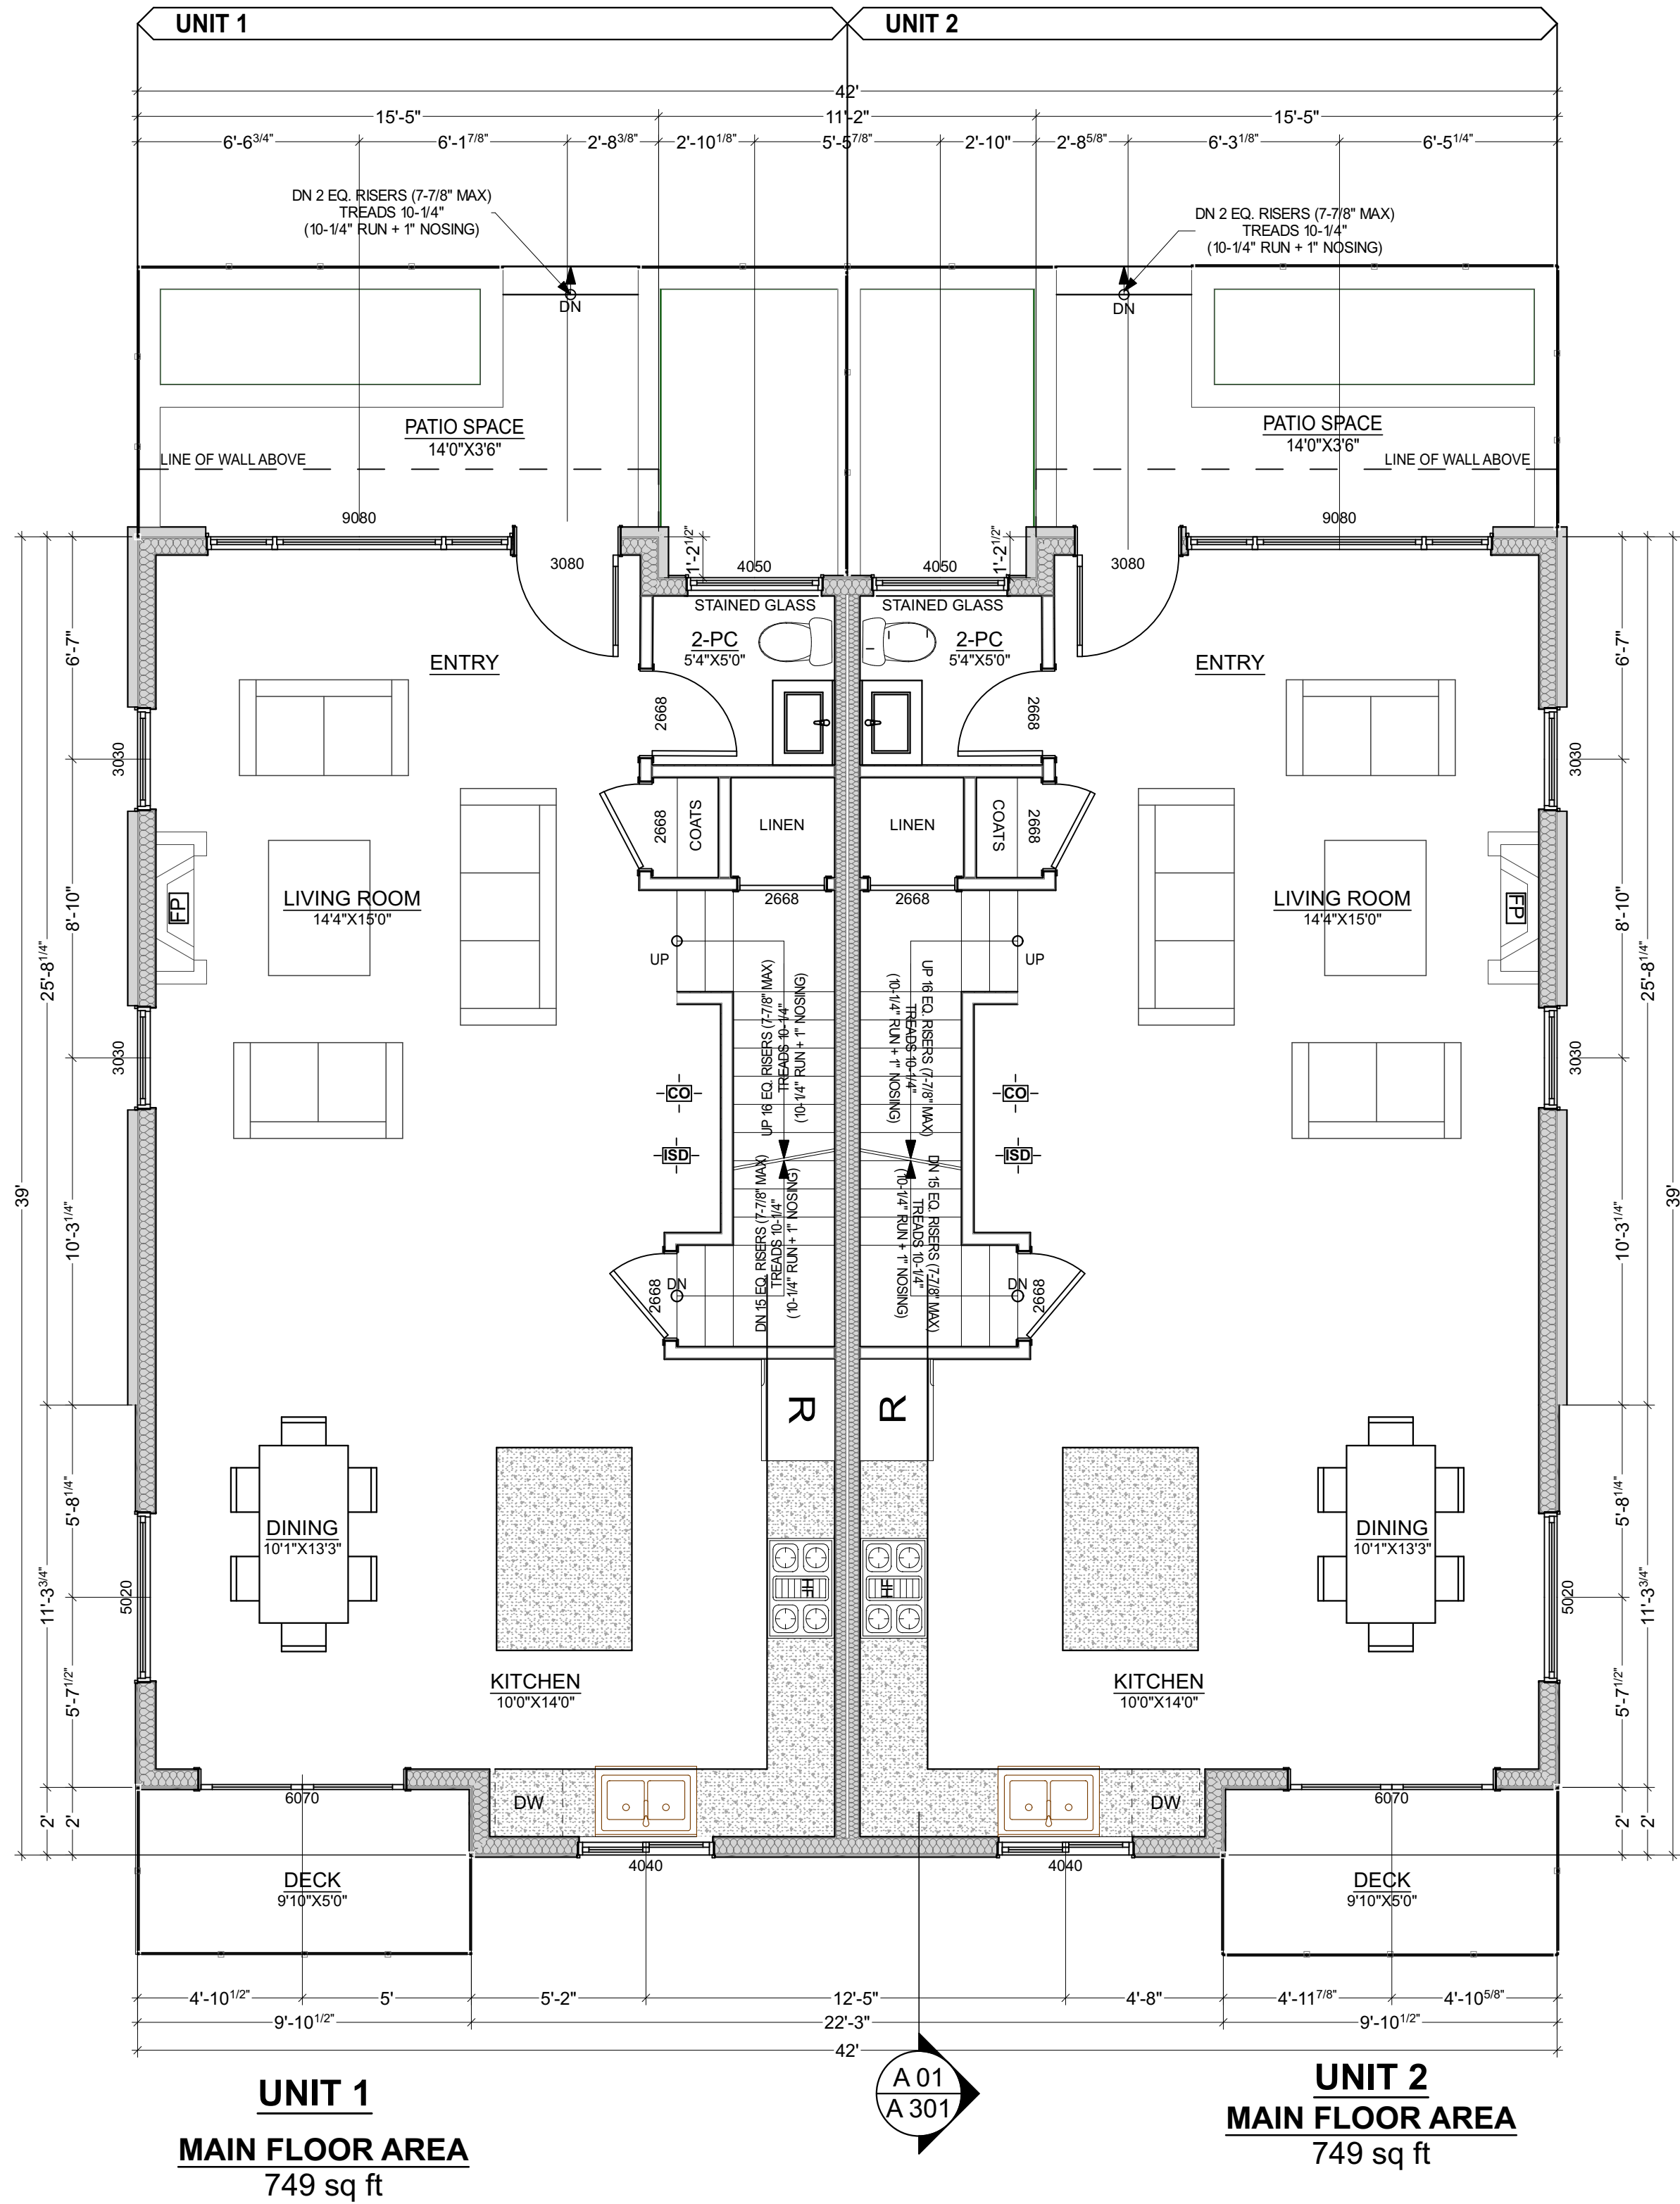 UNIT 1
UNIT 2
42'
15'-5"
11'-2"
15'-5"
6'-6 3/4"
6'-1 7/8"
2'-8 3/8"
2'-10 1/8"
5'-5 7/8"
2'-10"
2'-8 5/8"
6'-3 1/8"
6'-5 1/4"
DN 2 EQ. RISERS (7-7/8" MAX)
TREADS 10-1/4"
(10-1/4" RUN + 1" NOSING)
DN 2 EQ. RISERS (7-7/8" MAX)
TREADS 10-1/4"
(10-1/4" RUN + 1" NOSING)
DN
DN
PATIO SPACE
14'0"X3'6"
PATIO SPACE
14'0"X3'6"
LINE OF WALL ABOVE
LINE OF WALL ABOVE
9080
9080
3080
1'-2 1/2"
4050
4050
1'-2 1/2"
3080
STAINED GLASS
STAINED GLASS
2-PC
5'4"X5'0"
2-PC
5'4"X5'0"
6'-7"
ENTRY
ENTRY
6'-7"
2668
2668
3030
3030
2668
COATS
LINEN
LINEN
COATS
2668
2668
2668
8'-10"
LIVING ROOM
14'4"X15'0"
LIVING ROOM
14'4"X15'0"
8'-10"
FP
FP
25'-8 1/4"
25'-8 1/4"
UP
UP
UP 16 EQ. RISERS (7-7/8" MAX)
TREADS 10-1/4"
(10-1/4" RUN + 1" NOSING)
UP 16 EQ. RISERS (7-7/8" MAX)
TREADS 10-1/4"
(10-1/4" RUN + 1" NOSING)
3030
3030
CO
CO
ISD
ISD
39'
39'
10'-3 1/4"
10'-3 1/4"
DN 15 EQ. RISERS (7-7/8" MAX)
TREADS 10-1/4"
(10-1/4" RUN + 1" NOSING)
DN 15 EQ. RISERS (7-7/8" MAX)
TREADS 10-1/4"
(10-1/4" RUN + 1" NOSING)
2668
DN
DN
2668
R
R
5'-8 1/4"
5'-8 1/4"
DINING
10'1"X13'3"
DINING
10'1"X13'3"
11'-3 3/4"
5020
5020
11'-3 3/4"
KITCHEN
10'0"X14'0"
KITCHEN
10'0"X14'0"
5'-7 1/2"
5'-7 1/2"
6070
6070
DW
DW
2'
2'
2'
2'
4040
4040
DECK
9'10"X5'0"
DECK
9'10"X5'0"
4'-10 1/2"
5'
5'-2"
12'-5"
4'-8"
4'-11 7/8"
4'-10 5/8"
9'-10 1/2"
22'-3"
9'-10 1/2"
42'
A 01
A 301
UNIT 1
MAIN FLOOR AREA
749 sq ft
UNIT 2
MAIN FLOOR AREA
749 sq ft